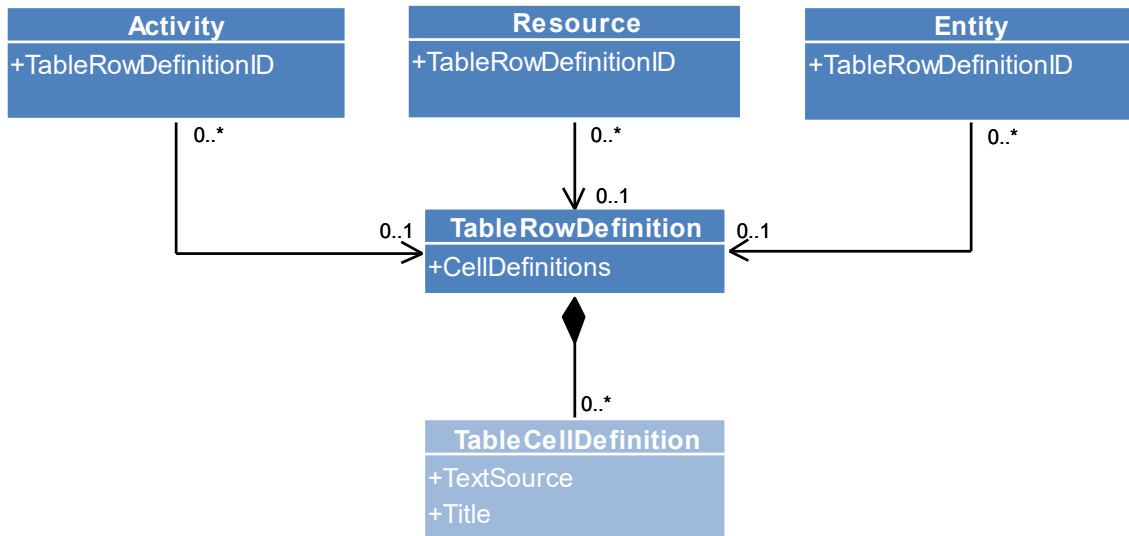 Activity
+TableRowDefinitionID
0..*
Resource
+TableRowDefinitionID
0..*
0..1
Entity
+TableRowDefinitionID
0..*
0..1
TableRowDefinition
+CellDefinitions
0..1
0..*
TableCellDefinition
+TextSource
+Title